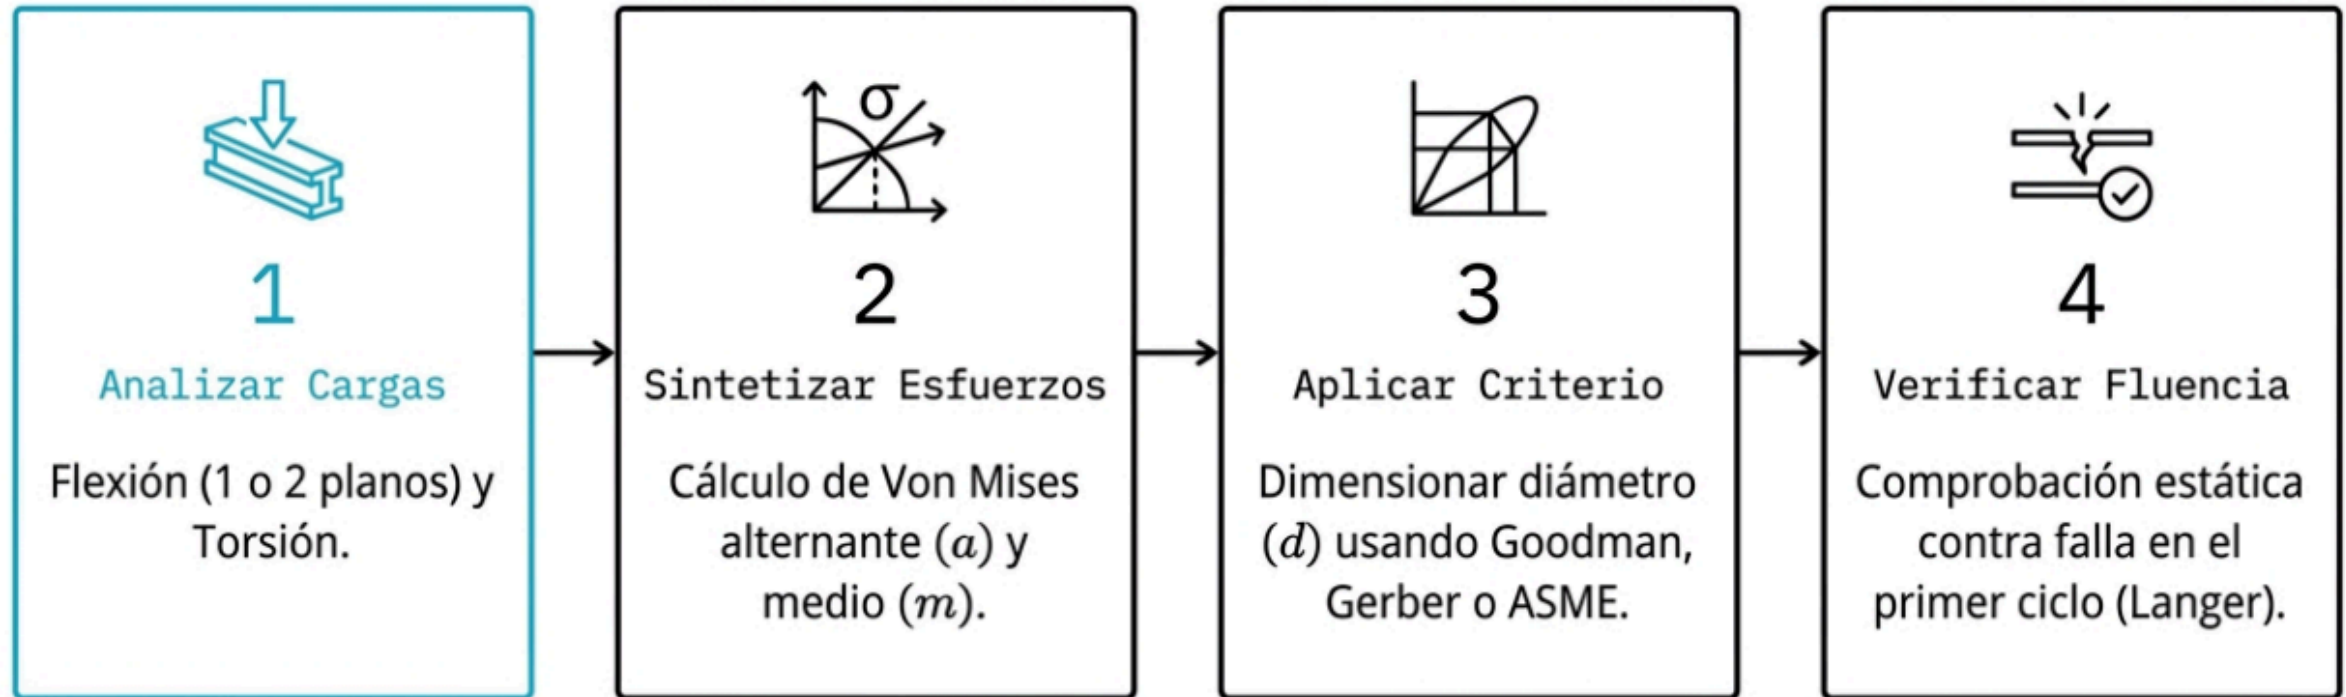 σ
1
Analizar Cargas
Flexión (1 o 2 planos) y
Torsión.
2
Sintetizar Esfuerzos
Cálculo de Von Mises
alternante (a) y
medio (m).
3
Aplicar Criterio
Dimensionar diámetro
(d) usando Goodman,
Gerber o ASME.
4
Verificar Fluencia
Comprobación estática
contra falla en el
primer ciclo (Langer).